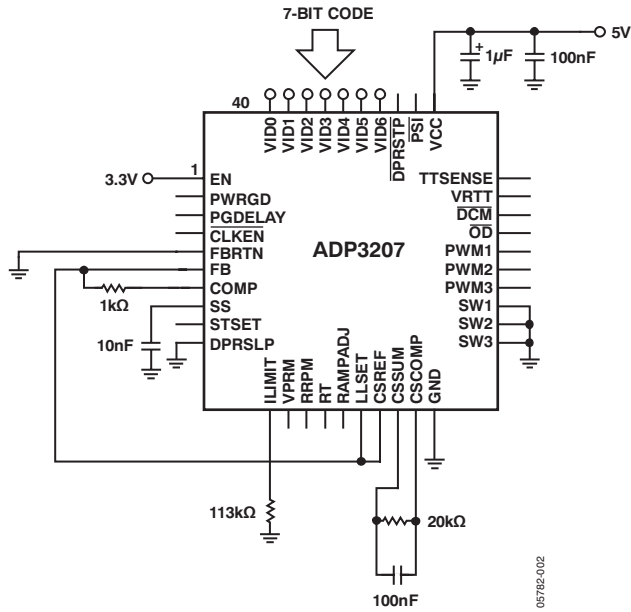 7-BIT CODE
5V
1µF
100nF
40
VID0
VID1
VID2
VID3
VID4
VID5
VID6
DPRSTP
PSI
VCC
3.3V
1
EN
PWRGD
PGDELAY
CLKEN
FBRTN
FB
COMP
SS
STSET
DPRSLP
ADP3207
TTSENSE
VRTT
DCM
OD
PWM1
PWM2
PWM3
SW1
SW2
SW3
1kΩ
10nF
ILIMIT
VPRM
RRPM
RT
RAMPADJ
LLSET
CSREF
CSSUM
CSCOMP
GND
113kΩ
20kΩ
100nF
05782-002